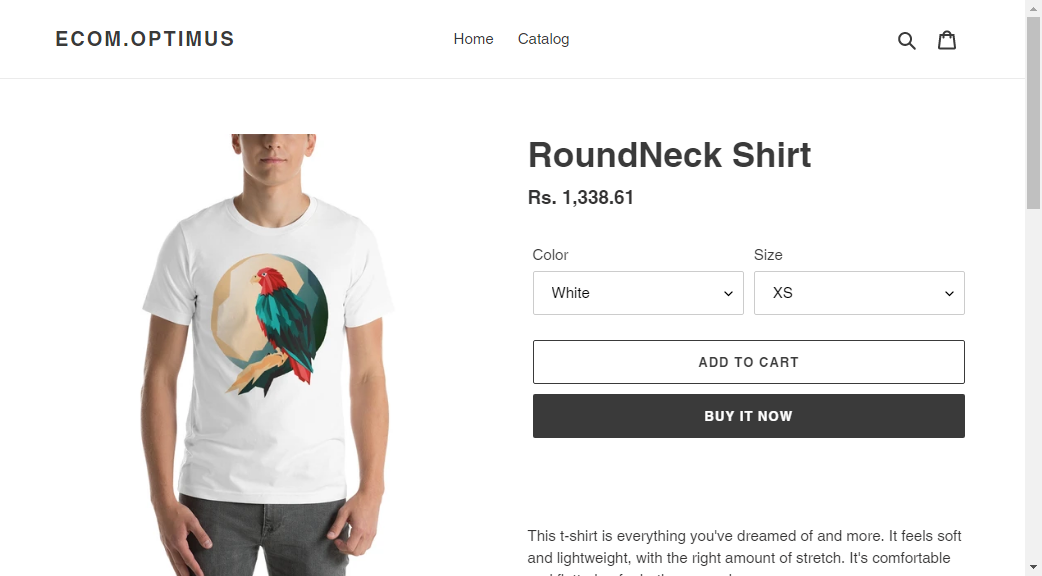 ECOM.OPTIMUS
Home Catalog
RoundNeck Shirt
Rs. 1,338.61
Color Size
White XS
ADD TO CART
BUY IT NOW
This t-shirt is everything you've dreamed of and more. It feels soft
and lightweight, with the right amount of stretch. It's comfortable